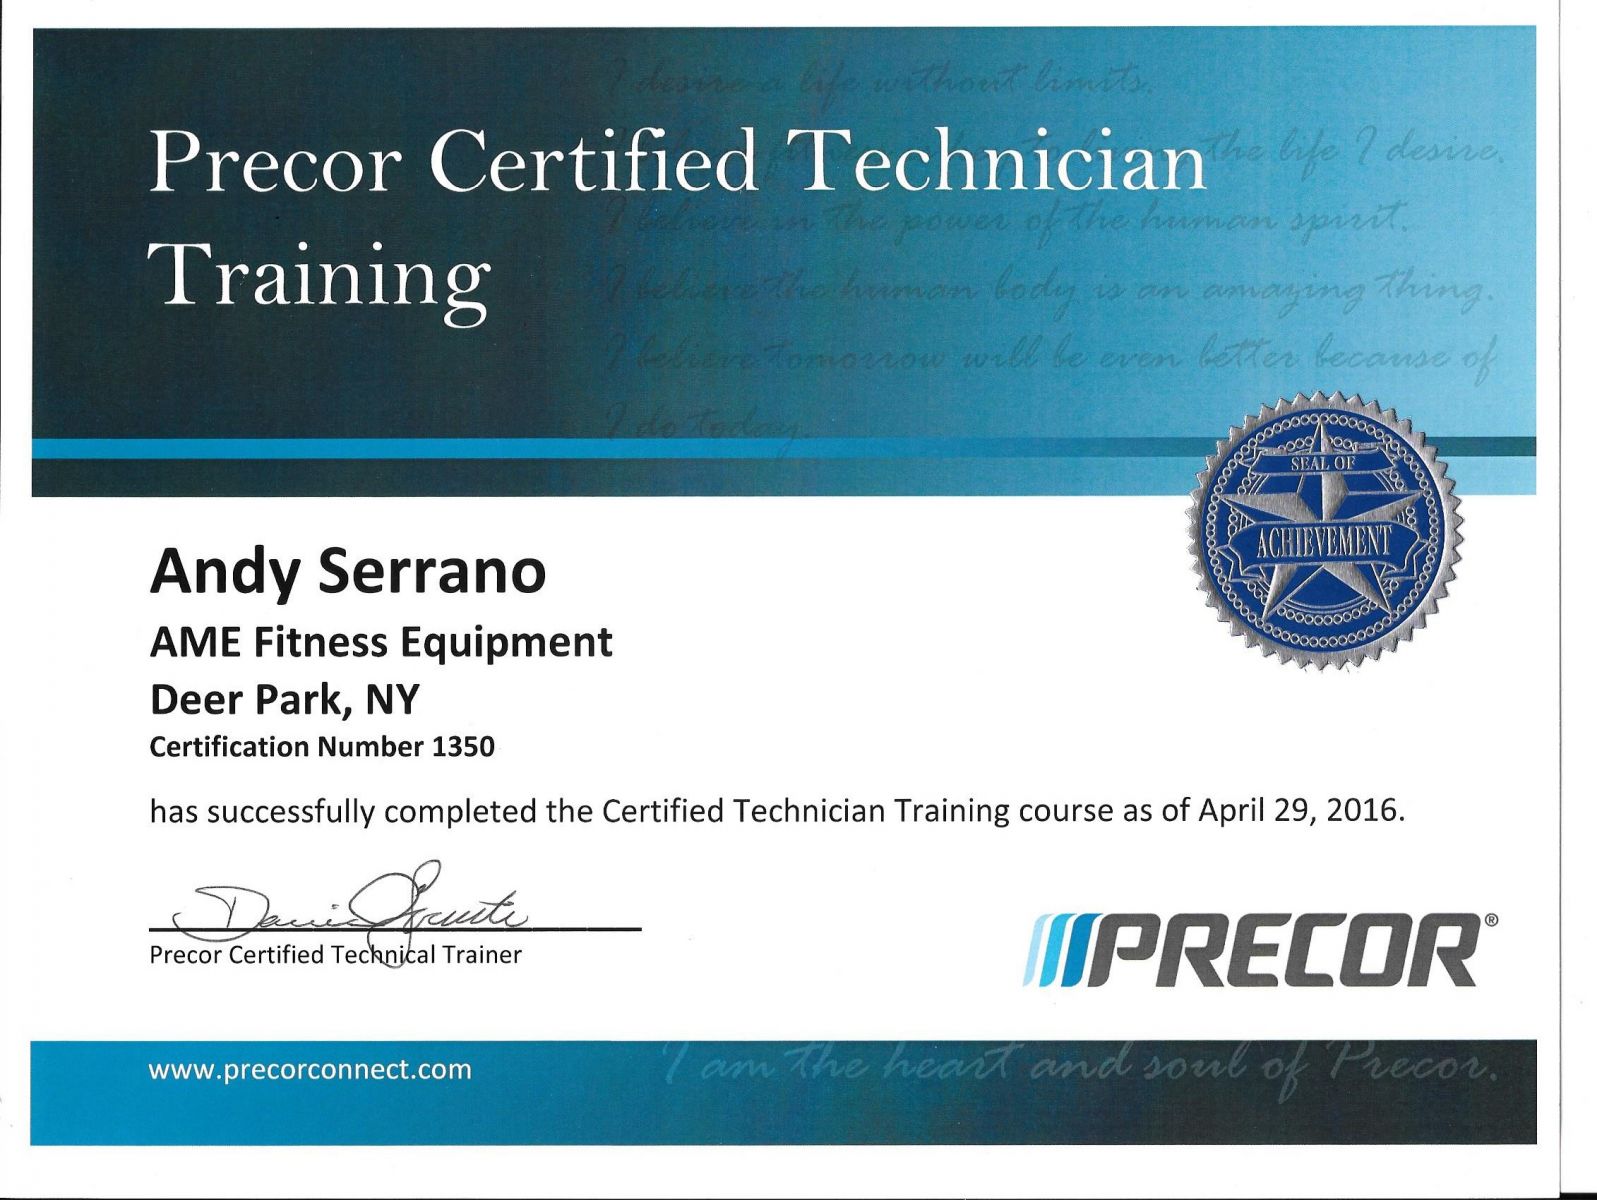 I desire a life without limits.
the life I desire.
Precor Certified Technician
I believe in the power of the human spirit.
Training
I believe the human body is an amazing thing.
I believe tomorrow will be even better because of
I do today.
SEAL OF
ACHIEVEMENT
Andy Serrano
AME Fitness Equipment
Deer Park, NY
Certification Number 1350
has successfully completed the Certified Technician Training course as of April 29, 2016.
Precor Certified Technical Trainer
PRECOR®
www.precorconnect.com
I am the heart and soul of Precor.